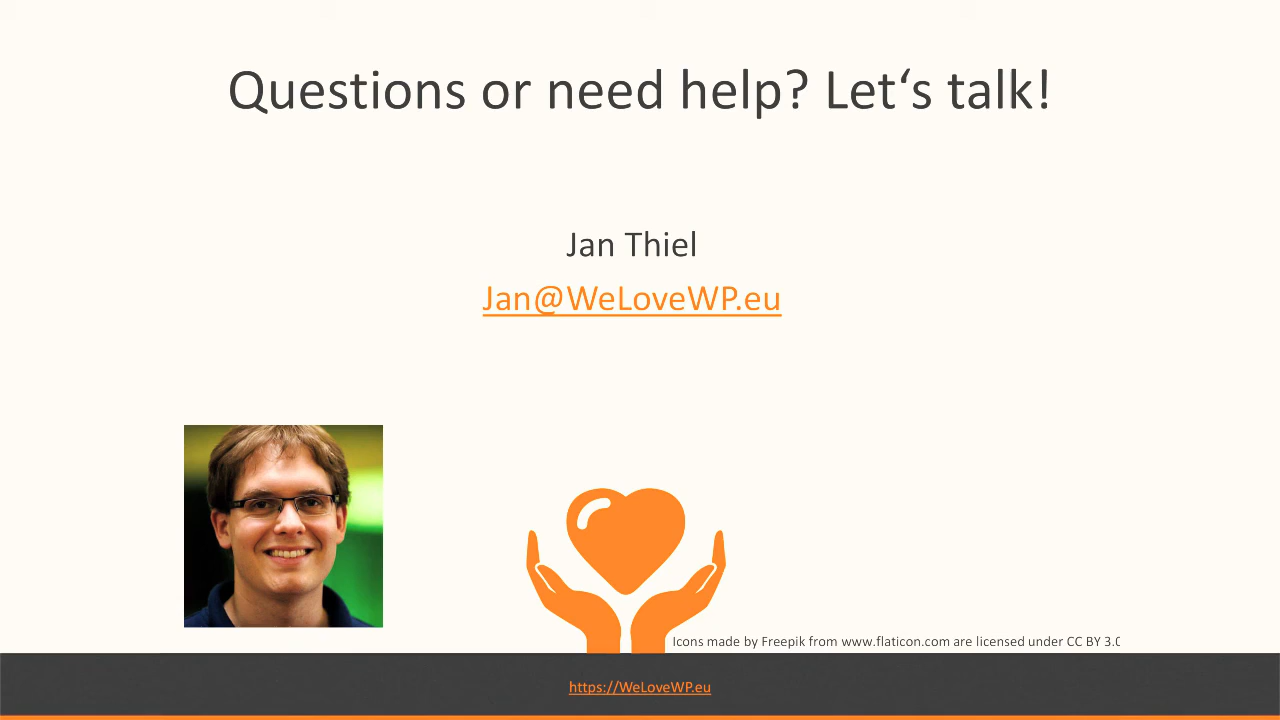 Questions or need help? Let‘s talk!
Jan Thiel
Jan@WeLoveWP.eu
Icons made by Freepik from www.flaticon.com are licensed under CC BY 3.0
https://WeLoveWP.eu